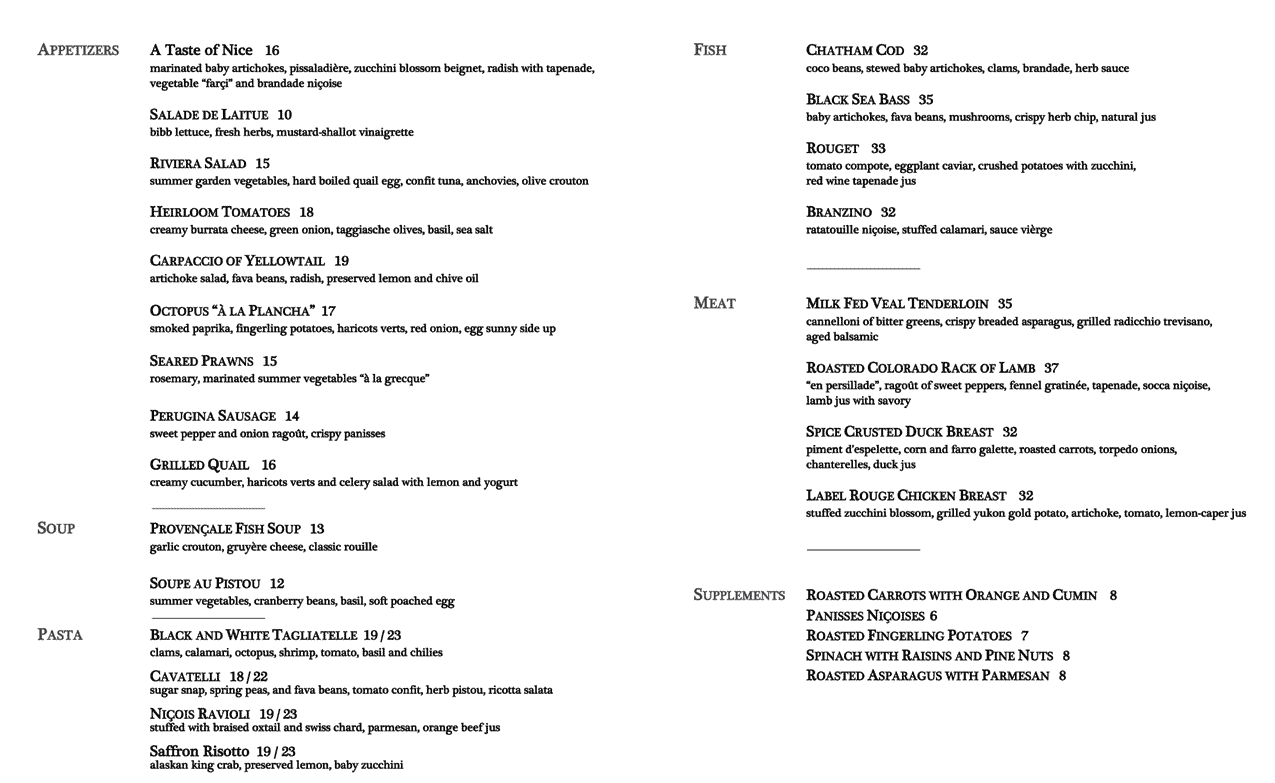 APPETIZERS
A Taste of Nice 16
marinated baby artichokes, pissaladière, zucchini blossom beignet, radish with tapenade,
vegetable “farçi” and brandade niçoise
SALADE DE LAITUE 10
bibb lettuce, fresh herbs, mustard-shallot vinaigrette
RIVIERA SALAD 15
summer garden vegetables, hard boiled quail egg, confit tuna, anchovies, olive crouton
HEIRLOOM TOMATOES 18
creamy burrata cheese, green onion, taggiasche olives, basil, sea salt
CARPACCIO OF YELLOWTAIL 19
artichoke salad, fava beans, radish, preserved lemon and chive oil
OCTOPUS “À LA PLANCHA” 17
smoked paprika, fingerling potatoes, haricots verts, red onion, egg sunny side up
SEARED PRAWNS 15
rosemary, marinated summer vegetables “à la grecque”
PERUGINA SAUSAGE 14
sweet pepper and onion ragoût, crispy panisses
GRILLED QUAIL 16
creamy cucumber, haricots verts and celery salad with lemon and yogurt
SOUP
PROVENÇALE FISH SOUP 13
garlic crouton, gruyère cheese, classic rouille
SOUPE AU PISTOU 12
summer vegetables, cranberry beans, basil, soft poached egg
PASTA
BLACK AND WHITE TAGLIATELLE 19 / 23
clams, calamari, octopus, shrimp, tomato, basil and chilies
CAVATELLI 18 / 22
sugar snap, spring peas, and fava beans, tomato confit, herb pistou, ricotta salata
NIÇOIS RAVIOLI 19 / 23
stuffed with braised oxtail and swiss chard, parmesan, orange beef jus
Saffron Risotto 19 / 23
alaskan king crab, preserved lemon, baby zucchini
FISH
CHATHAM COD 32
coco beans, stewed baby artichokes, clams, brandade, herb sauce
BLACK SEA BASS 35
baby artichokes, fava beans, mushrooms, crispy herb chip, natural jus
ROUGET 33
tomato compote, eggplant caviar, crushed potatoes with zucchini,
red wine tapenade jus
BRANZINO 32
ratatouille niçoise, stuffed calamari, sauce vièrge
MEAT
MILK FED VEAL TENDERLOIN 35
cannelloni of bitter greens, crispy breaded asparagus, grilled radicchio trevisano,
aged balsamic
ROASTED COLORADO RACK OF LAMB 37
“en persillade”, ragoût of sweet peppers, fennel gratinée, tapenade, socca niçoise,
lamb jus with savory
SPICE CRUSTED DUCK BREAST 32
piment d'espelette, corn and farro galette, roasted carrots, torpedo onions,
chanterelles, duck jus
LABEL ROUGE CHICKEN BREAST 32
stuffed zucchini blossom, grilled yukon gold potato, artichoke, tomato, lemon-caper jus
SUPPLEMENTS
ROASTED CARROTS WITH ORANGE AND CUMIN 8
PANISSES NIÇOISES 6
ROASTED FINGERLING POTATOES 7
SPINACH WITH RAISINS AND PINE NUTS 8
ROASTED ASPARAGUS WITH PARMESAN 8